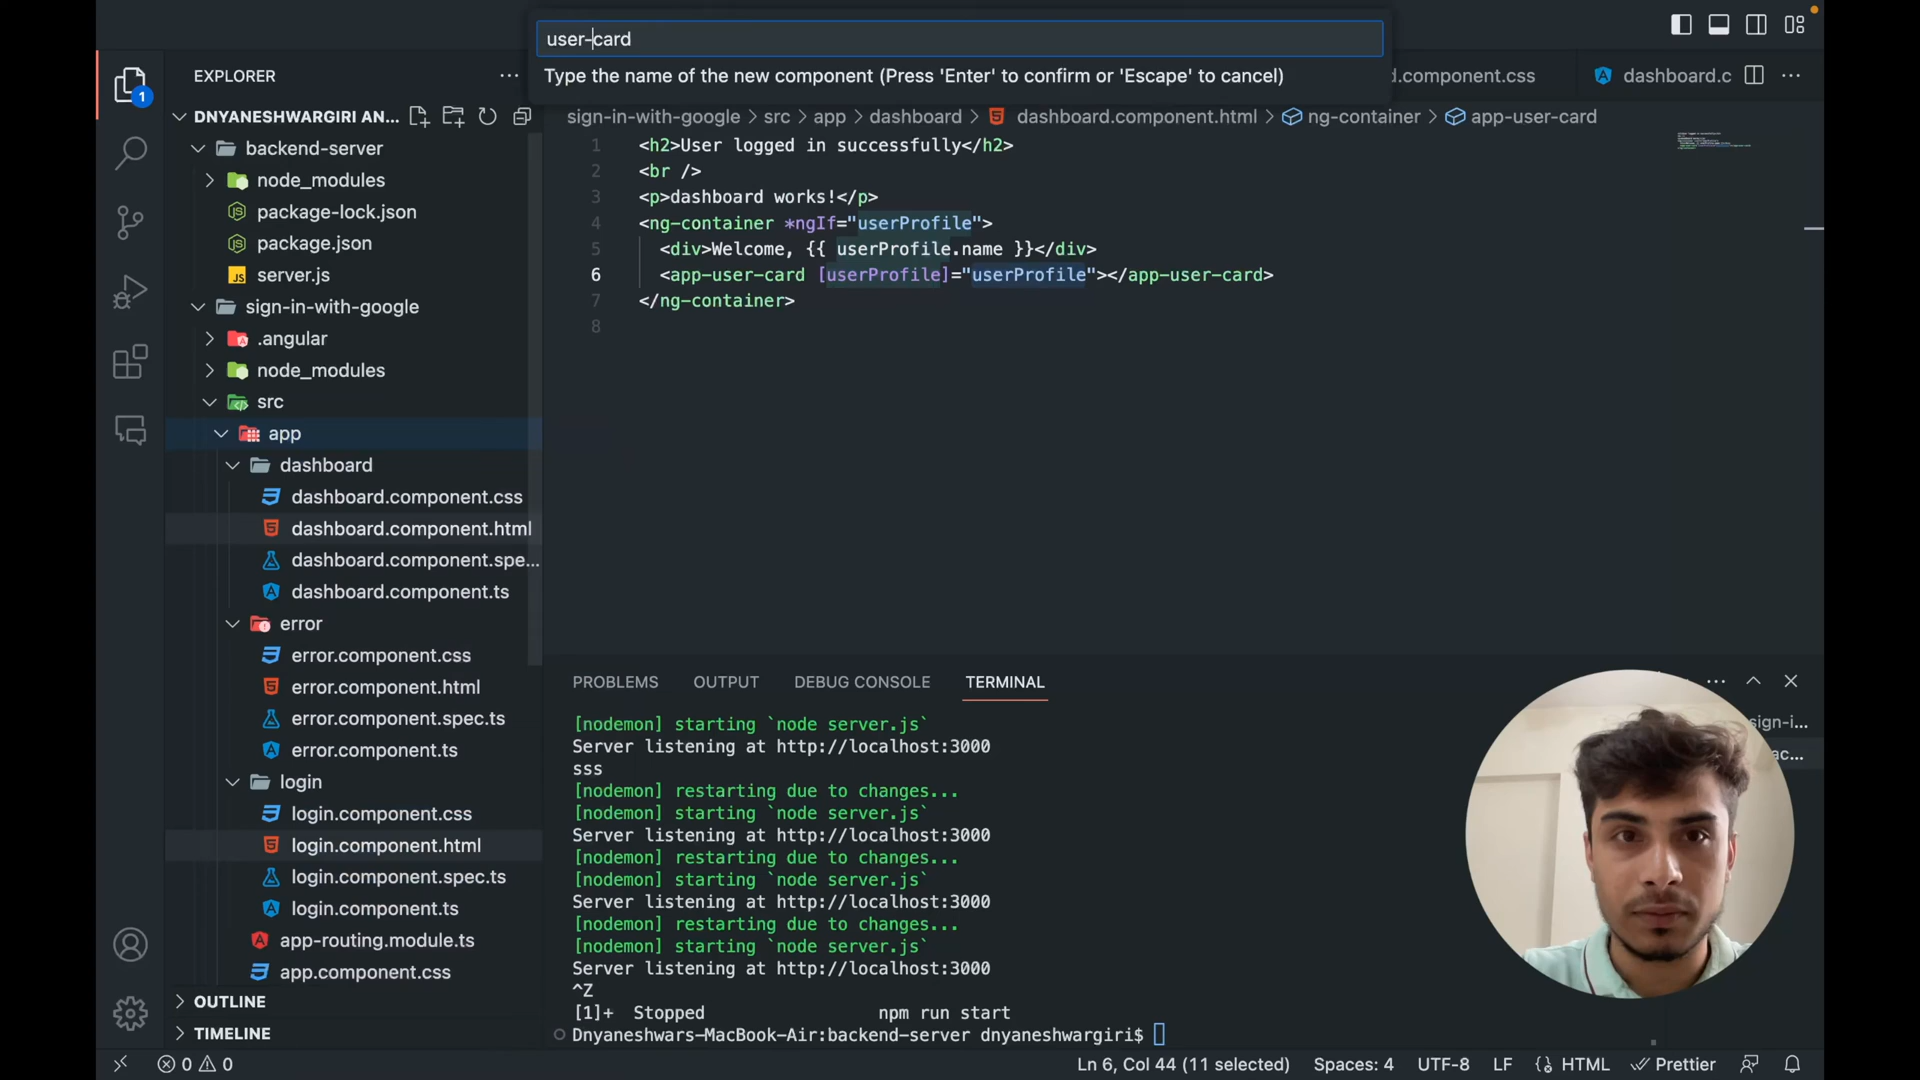 user-card
Type the name of the new component (Press 'Enter' to confirm or 'Escape' to cancel)
d.component.css
dashboard.c
EXPLORER
1
DNYANESHWARGIRI AN...
backend-server
node_modules
package-lock.json
package.json
JS server.js
sign-in-with-google
.angular
node_modules
src
app
dashboard
dashboard.component.css
dashboard.component.html
dashboard.component.spe...
dashboard.component.ts
error
error.component.css
error.component.html
error.component.spec.ts
error.component.ts
login
login.component.css
login.component.html
login.component.spec.ts
login.component.ts
app-routing.module.ts
app.component.css
OUTLINE
TIMELINE
sign-in-with-google > src > app > dashboard > dashboard.component.html > ng-container > app-user-card
1 <h2>User logged in successfully</h2>
2 <br />
3 <p>dashboard works!</p>
4 <ng-container *ngIf="userProfile">
5 <div>Welcome, {{ userProfile.name }}</div>
6 <app-user-card [userProfile]="userProfile"></app-user-card>
7 </ng-container>
8
PROBLEMS OUTPUT DEBUG CONSOLE TERMINAL
[nodemon] starting `node server.js`
Server listening at http://localhost:3000
sss
[nodemon] restarting due to changes...
[nodemon] starting `node server.js`
Server listening at http://localhost:3000
[nodemon] restarting due to changes...
[nodemon] starting `node server.js`
Server listening at http://localhost:3000
[nodemon] restarting due to changes...
[nodemon] starting `node server.js`
Server listening at http://localhost:3000
^Z
[1]+ Stopped npm run start
Dnyaneshwars-MacBook-Air:backend-server dnyaneshwargiri$
sign-i...
ac...
0 0
Ln 6, Col 44 (11 selected) Spaces: 4 UTF-8 LF HTML Prettier